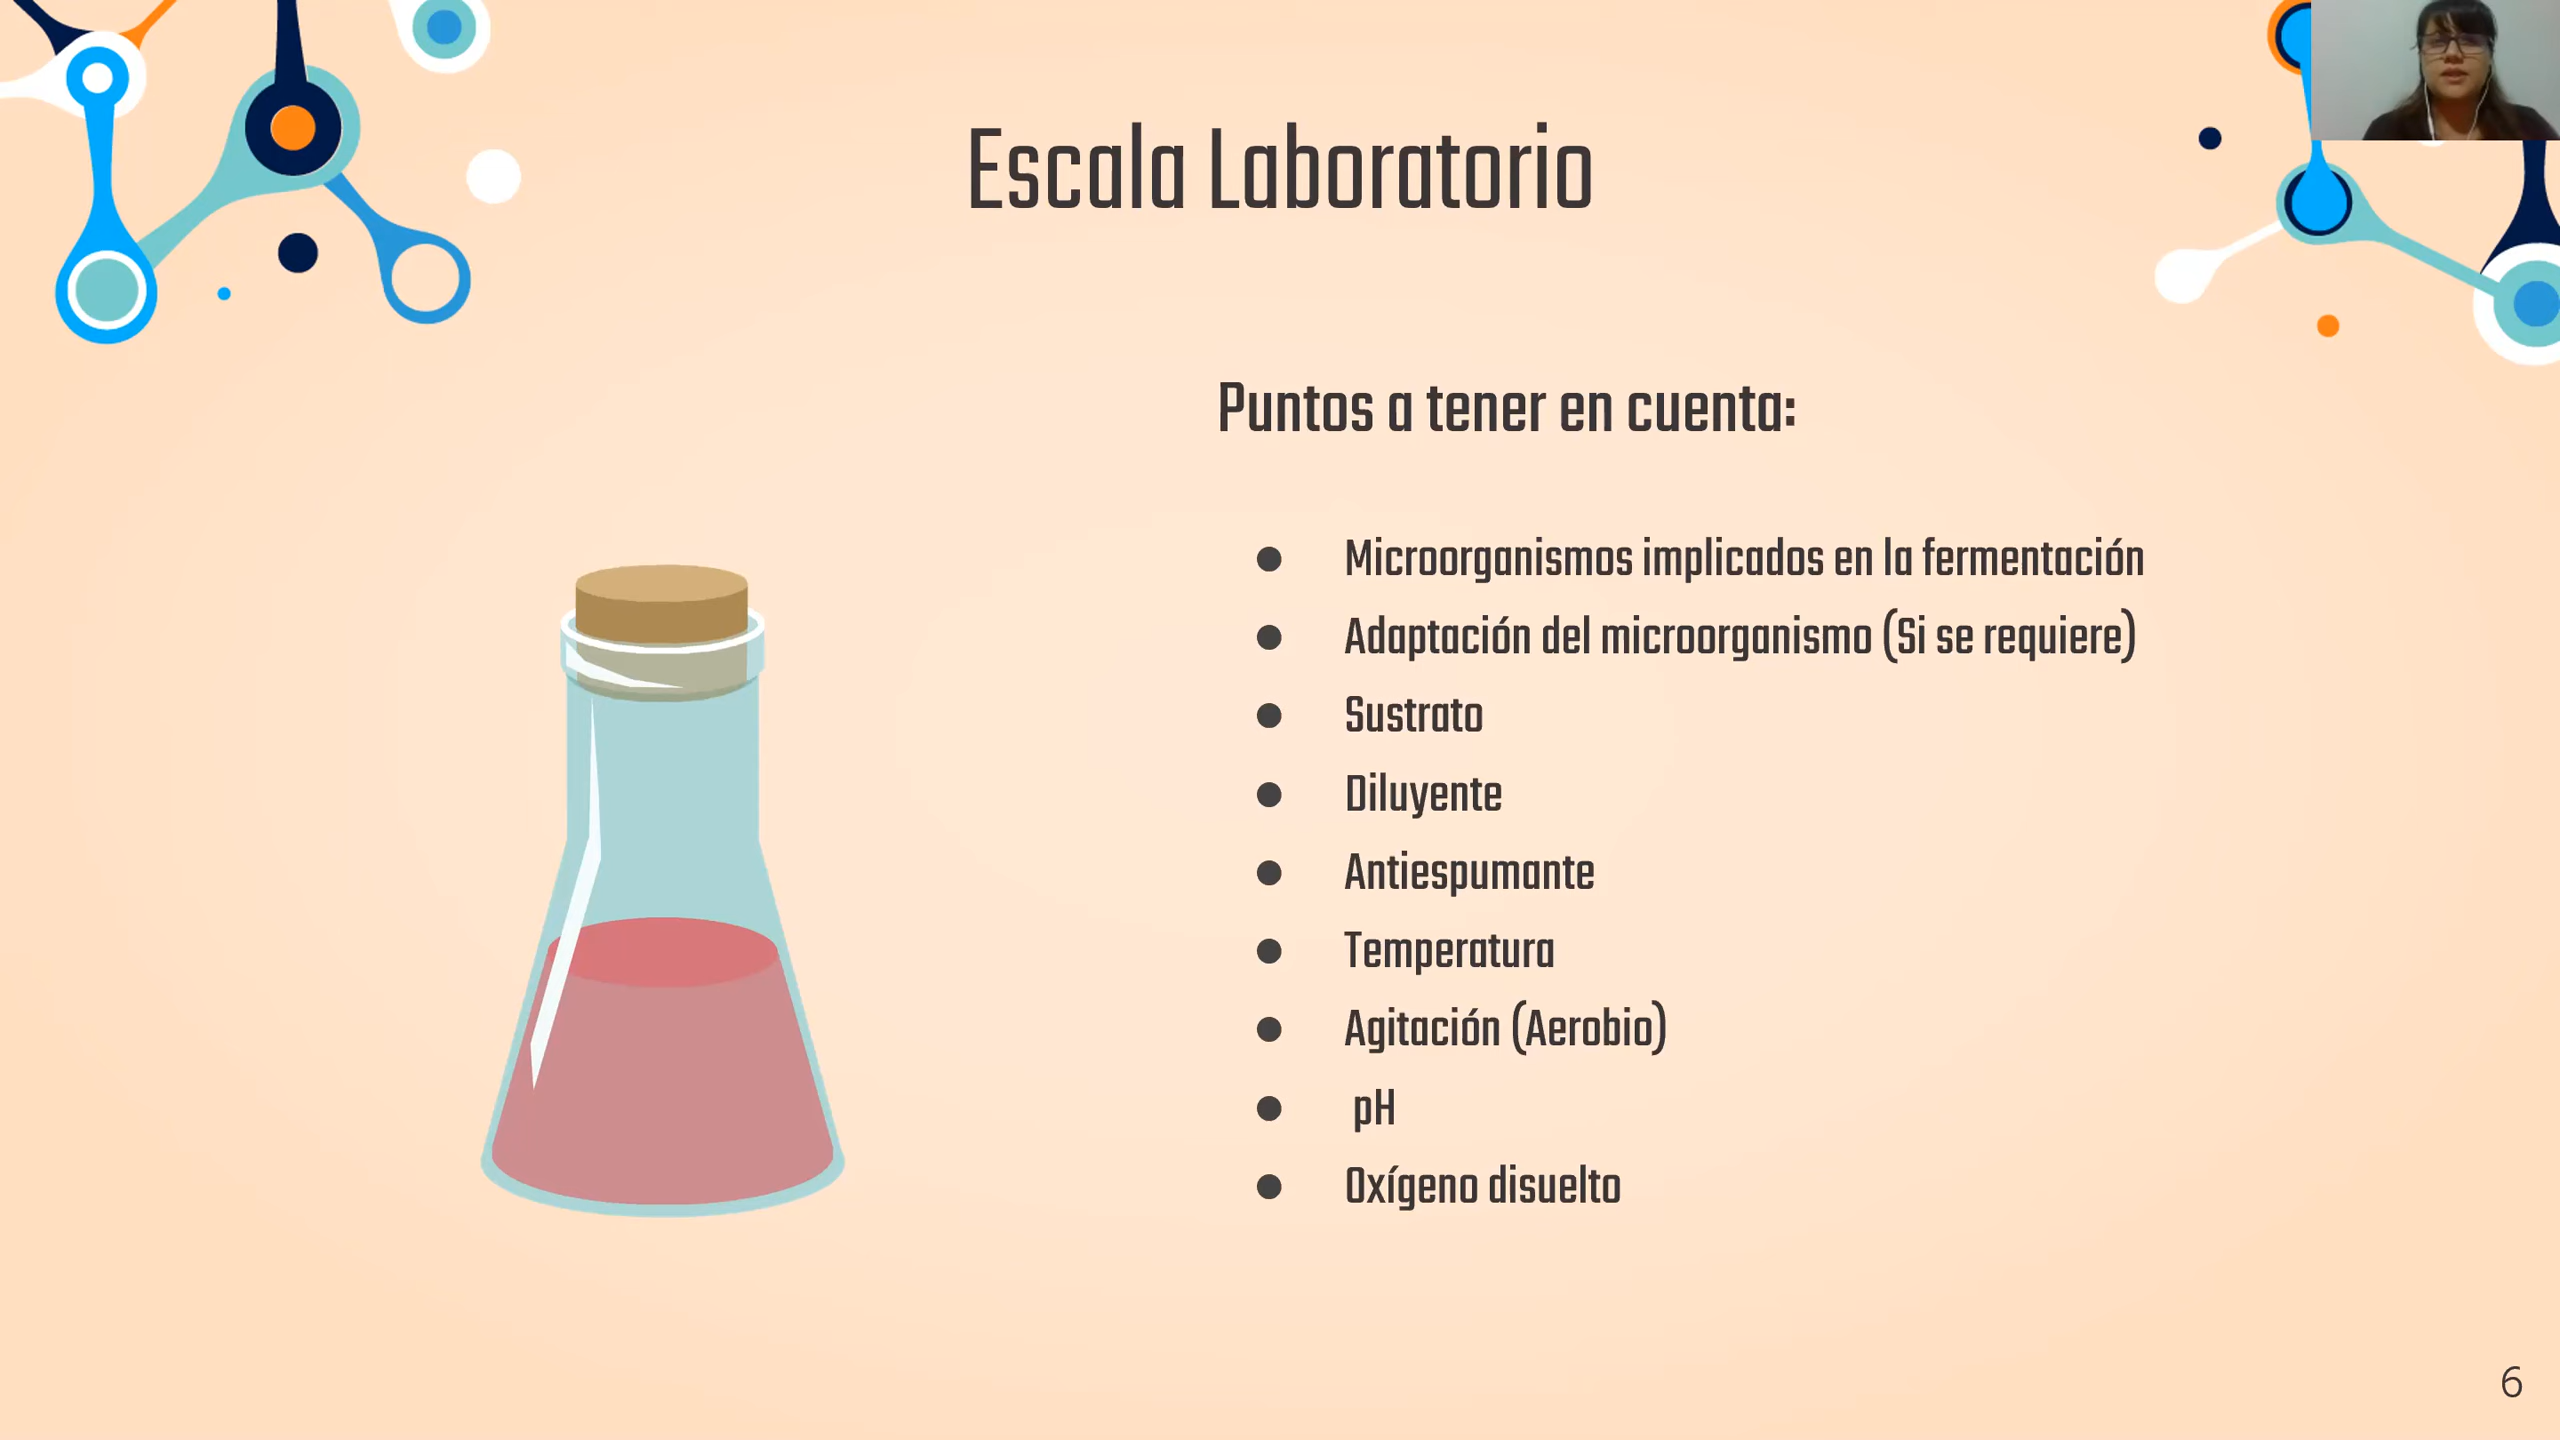 Escala Laboratorio
Puntos a tener en cuenta:
● Microorganismos implicados en la fermentación
● Adaptación del microorganismo (Si se requiere)
● Sustrato
● Diluyente
● Antiespumante
● Temperatura
● Agitación (Aerobio)
● pH
● Oxígeno disuelto
6